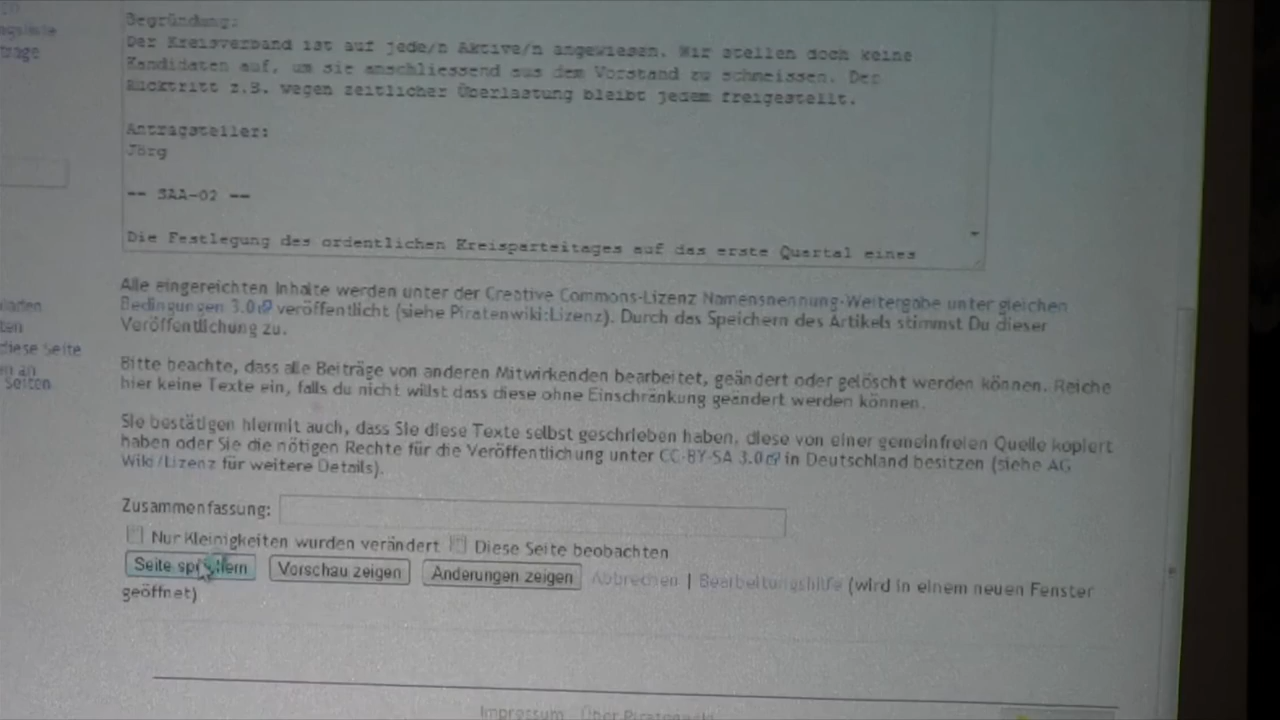 Begründung:
Der Kreisverband ist auf jede/n Aktive/n angewiesen. Wir stellen doch keine
Kandidaten auf, um sie anschliessend aus dem Vorstand zu schmeissen. Der
Rücktritt z.B. wegen zeitlicher Überlastung bleibt jedem freigestellt.
Antragsteller:
Jörg
-- SAA-02 --
Die Festlegung des ordentlichen Kreisparteitages auf das erste Quartal eines
Alle eingereichten Inhalte werden unter der Creative Commons-Lizenz Namensnennung-Weitergabe unter gleichen
Bedingungen 3.0 veröffentlicht (siehe Piratenwiki:Lizenz). Durch das Speichern des Artikels stimmst Du dieser
Veröffentlichung zu.
diese Seite
n an
Seiten
Bitte beachte, dass alle Beiträge von anderen Mitwirkenden bearbeitet, geändert oder gelöscht werden können. Reiche
hier keine Texte ein, falls du nicht willst dass diese ohne Einschränkung geändert werden können.
Sie bestätigen hiermit auch, dass Sie diese Texte selbst geschrieben haben, diese von einer gemeinfreien Quelle kopiert
haben oder Sie die nötigen Rechte für die Veröffentlichung unter CC-BY-SA 3.0 in Deutschland besitzen (siehe AG
Wiki/Lizenz für weitere Details).
Zusammenfassung:
Nur Kleinigkeiten wurden verändert Diese Seite beobachten
Seite speichern Vorschau zeigen Änderungen zeigen Abbrechen | Bearbeitungshilfe (wird in einem neuen Fenster
geöffnet)
Impressum Über